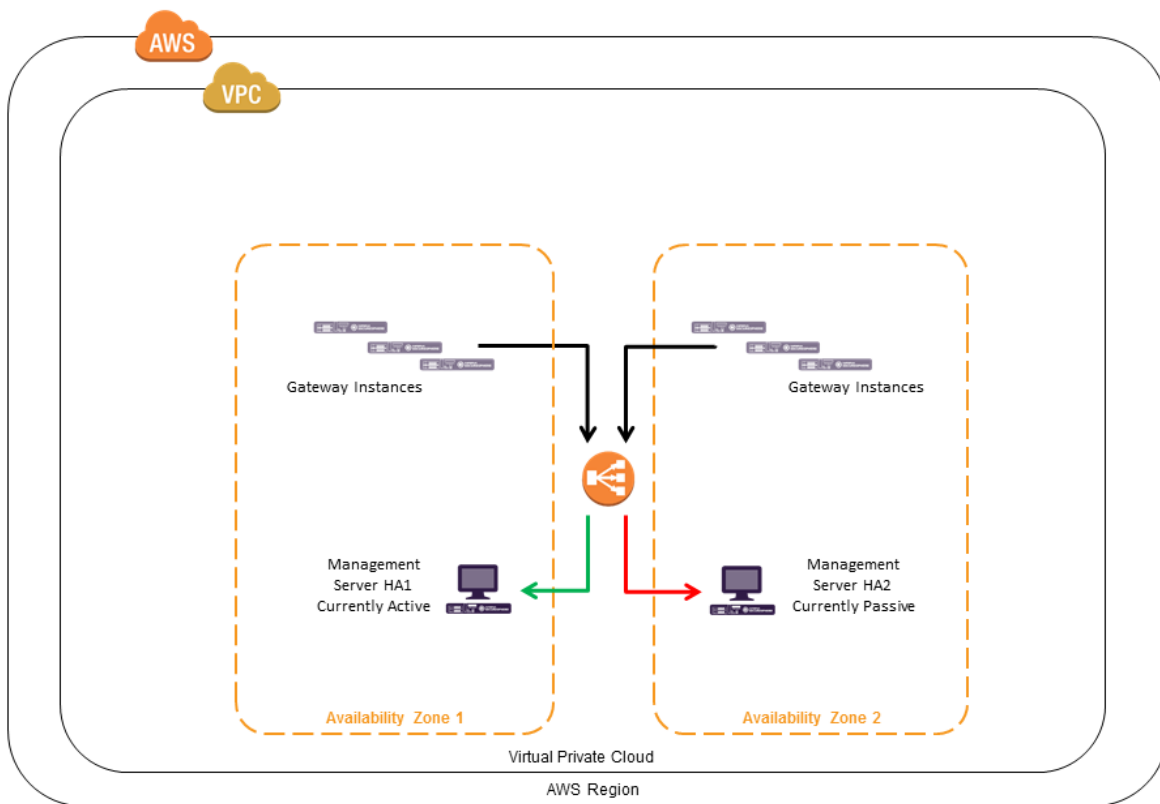 AWS
VPC
Gateway Instances
Gateway Instances
Management
Server HA1
Currently Active
Management
Server HA2
Currently Passive
Availability Zone 1
Availability Zone 2
Virtual Private Cloud
AWS Region